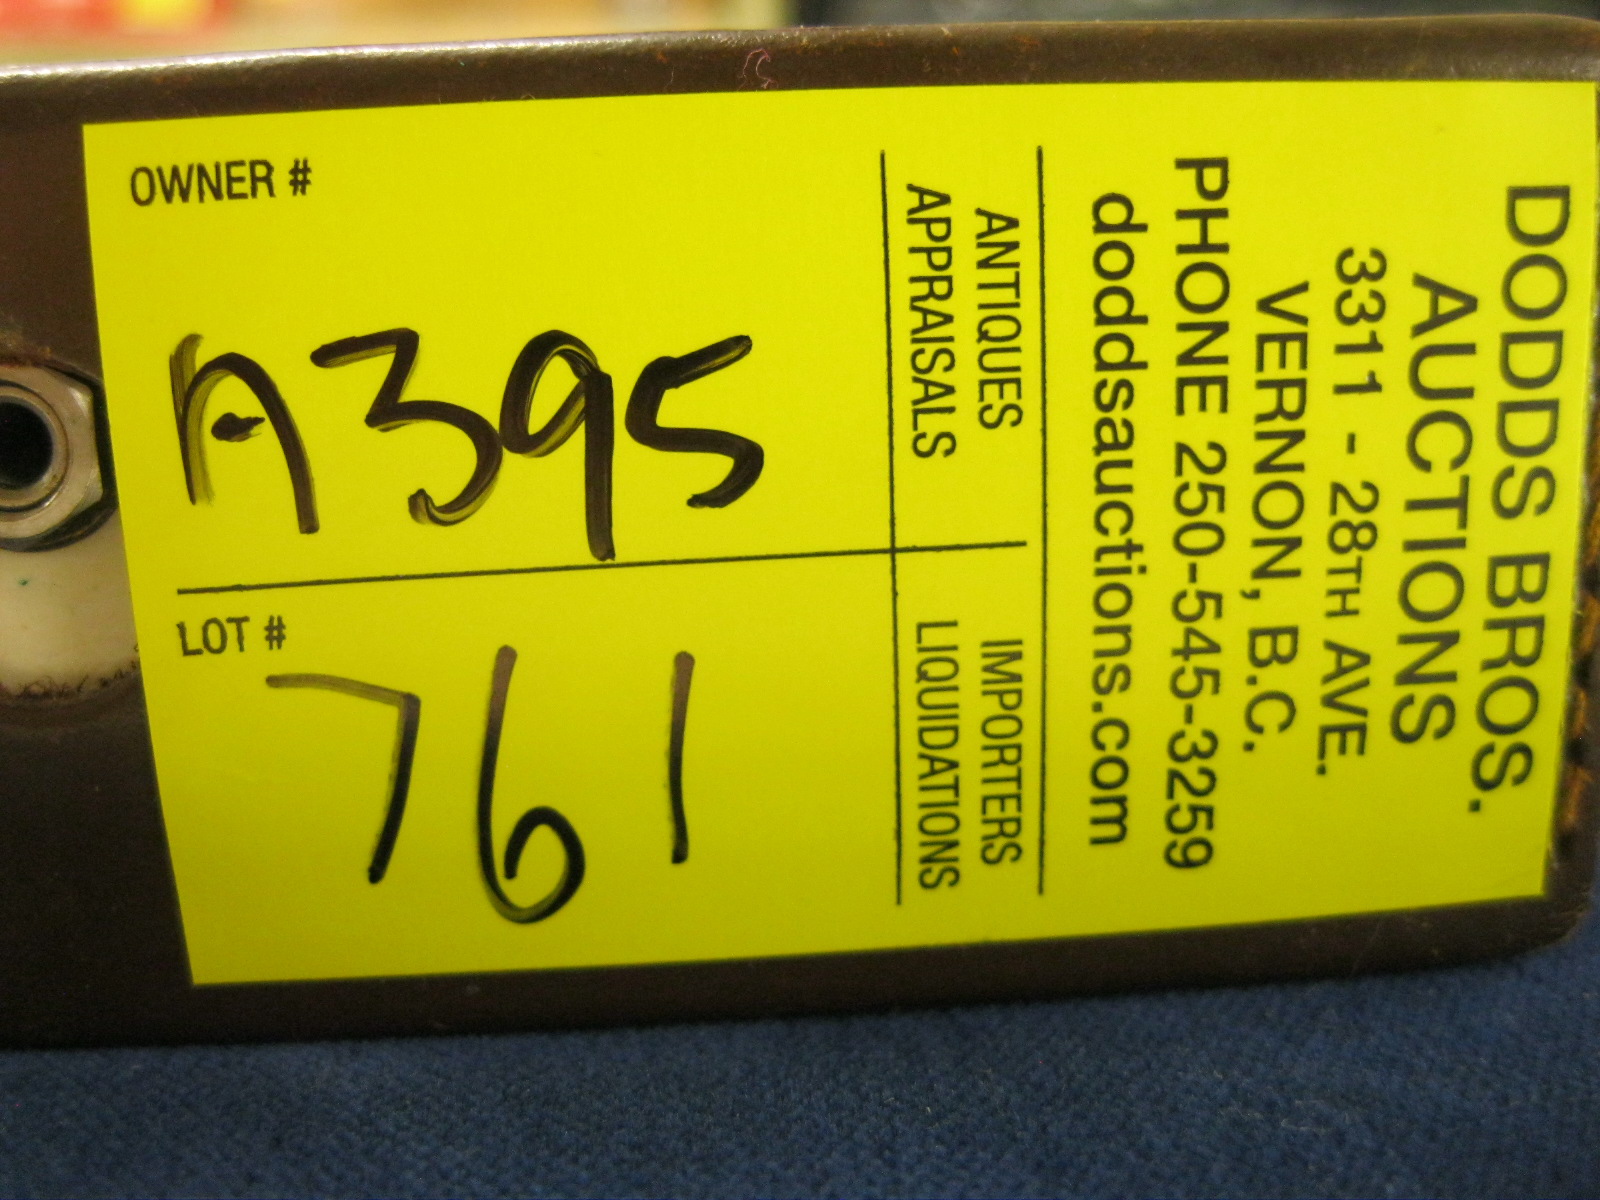 DODDS BROS.
AUCTIONS
3311 - 28TH AVE.
VERNON, B.C.
PHONE 250-545-3259
doddsauctions.com
ANTIQUES IMPORTERS
APPRAISALS LIQUIDATIONS
OWNER #
A395
LOT #
761